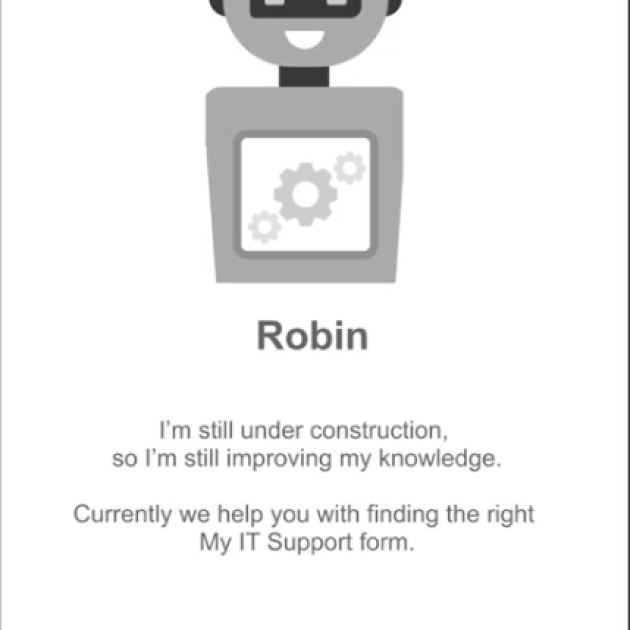 Robin
I'm still under construction,
so I'm still improving my knowledge.
Currently we help you with finding the right
My IT Support form.